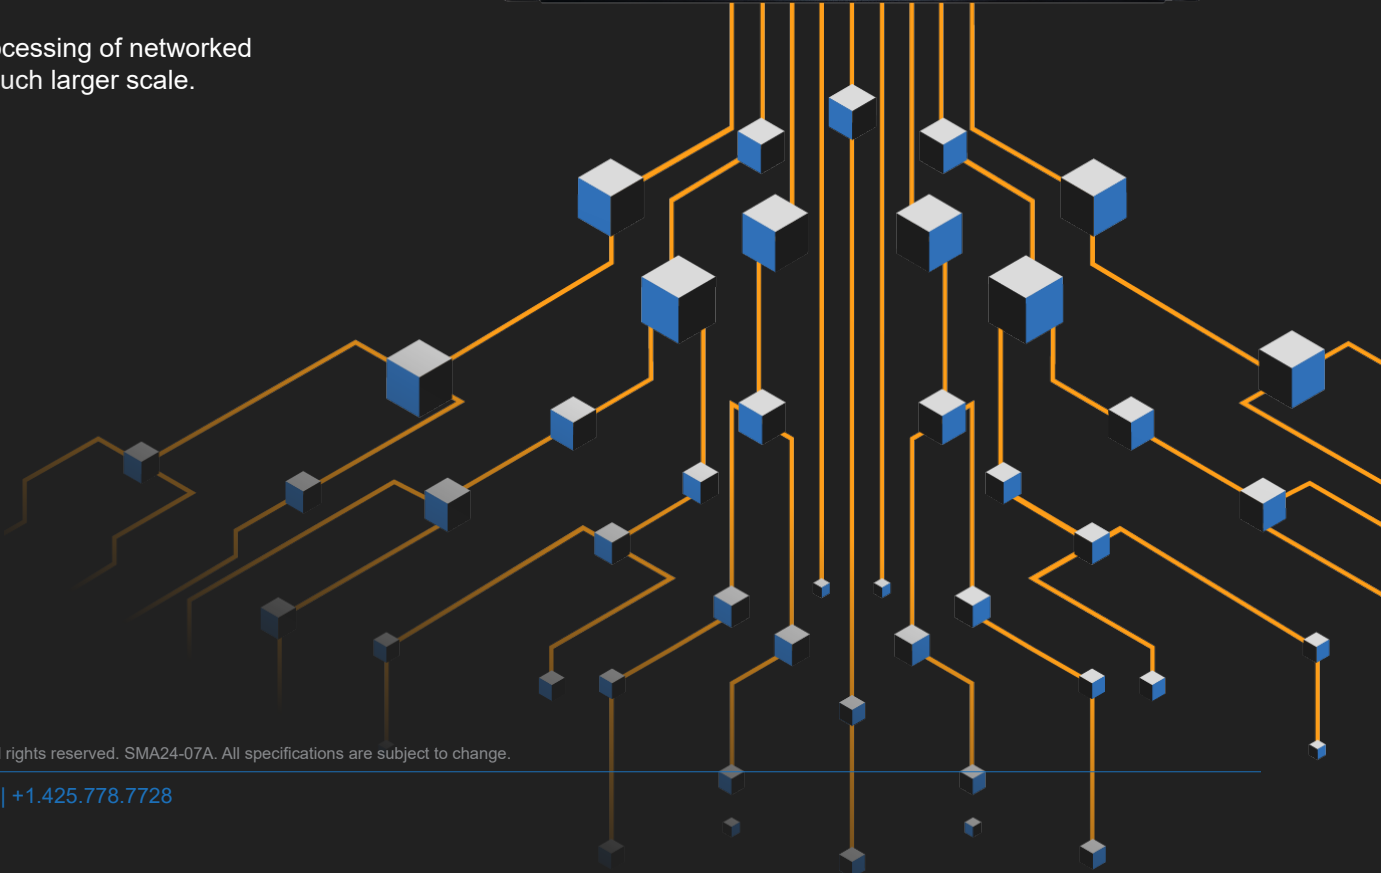 cessing of networked
uch larger scale.
rights reserved. SMA24-07A. All specifications are subject to change.
| +1.425.778.7728